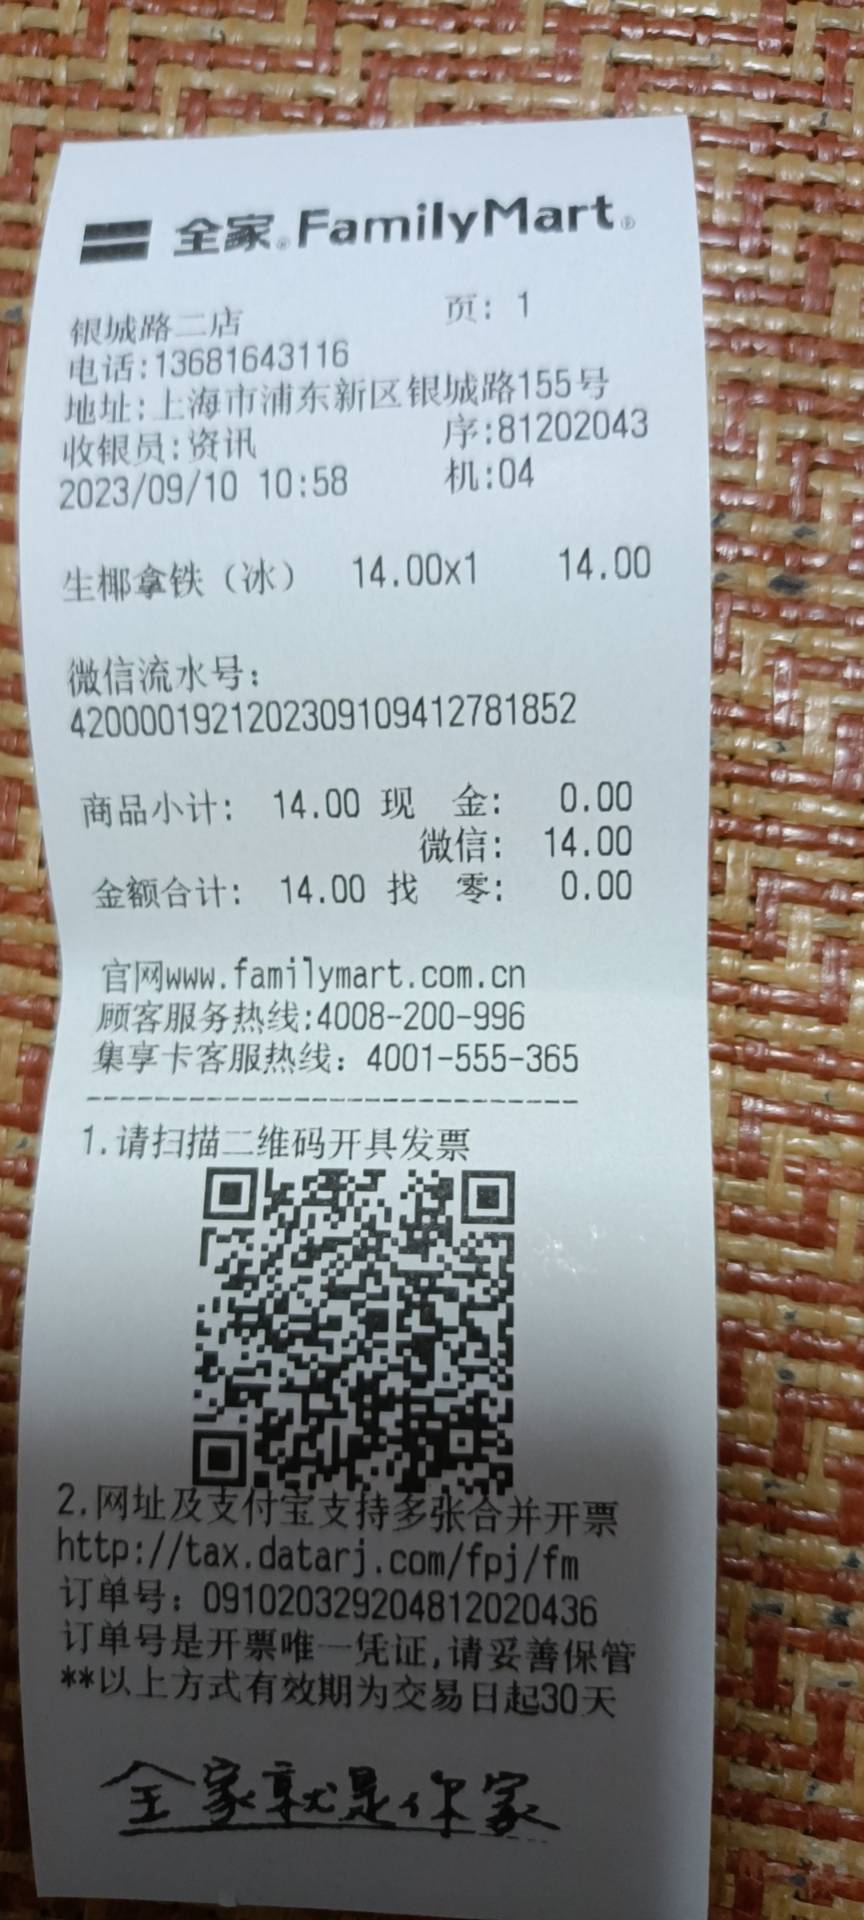 全家 FamilyMart
银城路二店 页: 1
电话:13681643116
地址:上海市浦东新区银城路155号
收银员:资讯 序:81202043
2023/09/10 10:58 机:04
生椰拿铁（冰） 14.00x1 14.00
微信流水号:
4200001921202309109412781852
商品小计: 14.00 现 金: 0.00
微信: 14.00
金额合计: 14.00 找 零: 0.00
官网www.familymart.com.cn
顾客服务热线:4008-200-996
集享卡客服热线: 4001-555-365
1.请扫描二维码开具发票
2.网址及支付宝支持多张合并开票
http://tax.datarj.com/fpj/fm
订单号: 091020329204812020436
订单号是开票唯一凭证,请妥善保管
**以上方式有效期为交易日起30天
全家就是你家